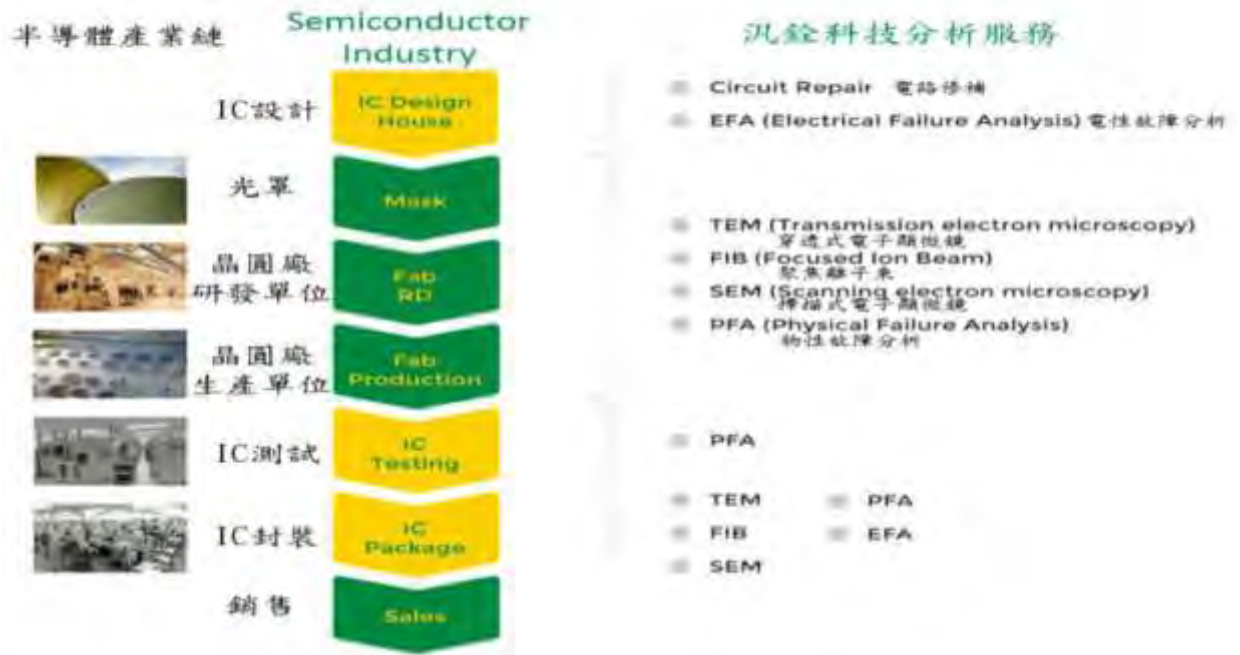 半導體產業鏈
Semiconductor
Industry
汎銓科技分析服務
IC設計
IC Design
House
Circuit Repair 電路修補
EFA (Electrical Failure Analysis) 電性故障分析
光罩
Mask
晶圓廠
研發單位
Fab
RD
TEM (Transmission electron microscopy)
穿透式電子顯微鏡
FIB (Focused Ion Beam)
聚焦離子束
SEM (Scanning electron microscopy)
掃描式電子顯微鏡
PFA (Physical Failure Analysis)
物性故障分析
晶圓廠
生產單位
Fab
Production
IC測試
IC
Testing
PFA
IC封裝
IC
Package
TEM PFA
FIB EFA
SEM
銷售
Sales